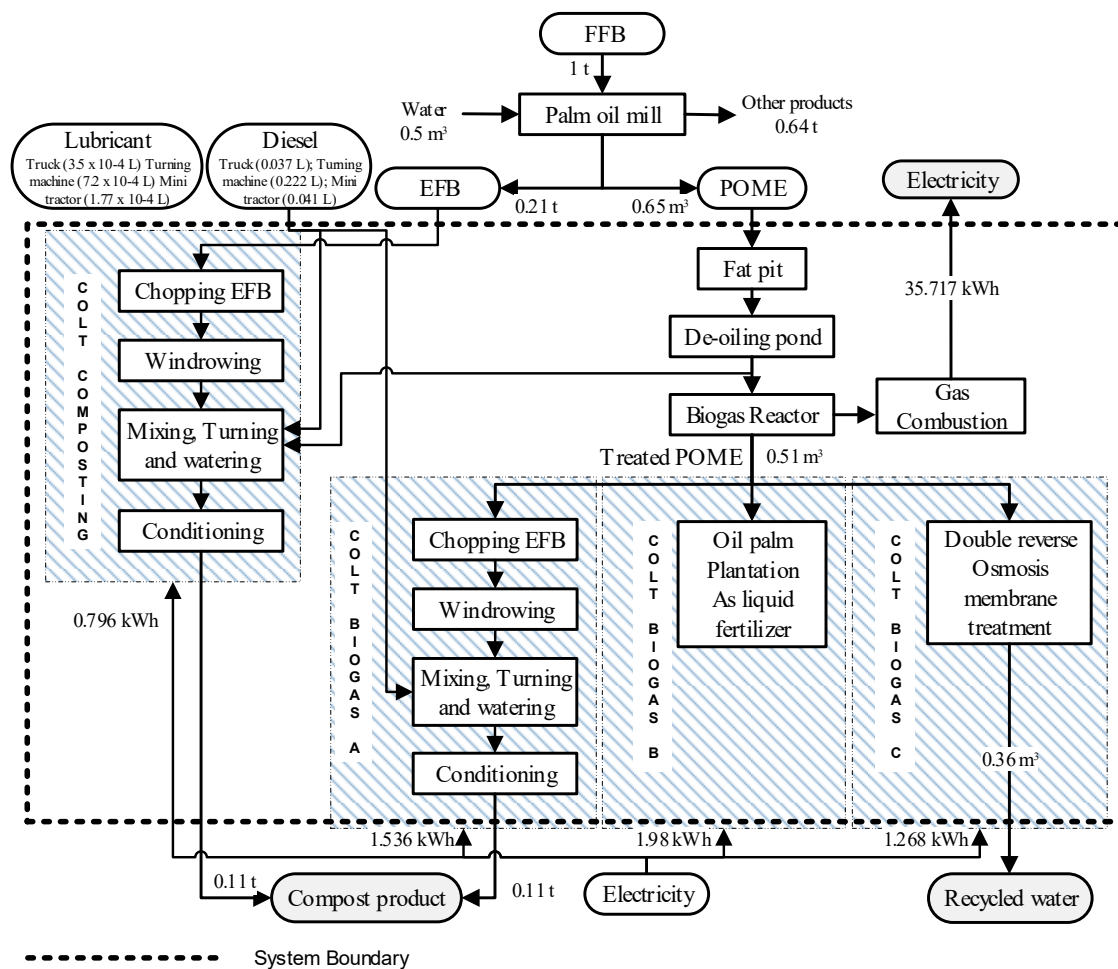 FFB
1 t
Water
0.5 m³
Palm oil mill
Other products
0.64 t
Lubricant
Truck (3.5 x 10-4 L) Turning
machine (7.2 x 10-4 L) Mini
tractor (1.77 x 10-4 L)
Diesel
Truck (0.037 L); Turning
machine (0.222 L); Mini
tractor (0.041 L)
EFB
POME
Electricity
0.21 t
0.65 m³
COLT COMPOSTING
Chopping EFB
Windrowing
Mixing, Turning
and watering
Conditioning
Fat pit
De-oiling pond
Biogas Reactor
35.717 kWh
Gas
Combustion
Treated POME
0.51 m³
COLT BIOGAS A
Chopping EFB
Windrowing
Mixing, Turning
and watering
Conditioning
COLT BIOGAS B
Oil palm
Plantation
As liquid
fertilizer
COLT BIOGAS C
Double reverse
Osmosis
membrane
treatment
0.36 m³
0.796 kWh
1.536 kWh
1.98 kWh
1.268 kWh
0.11 t
Compost product
0.11 t
Electricity
Recycled water
System Boundary